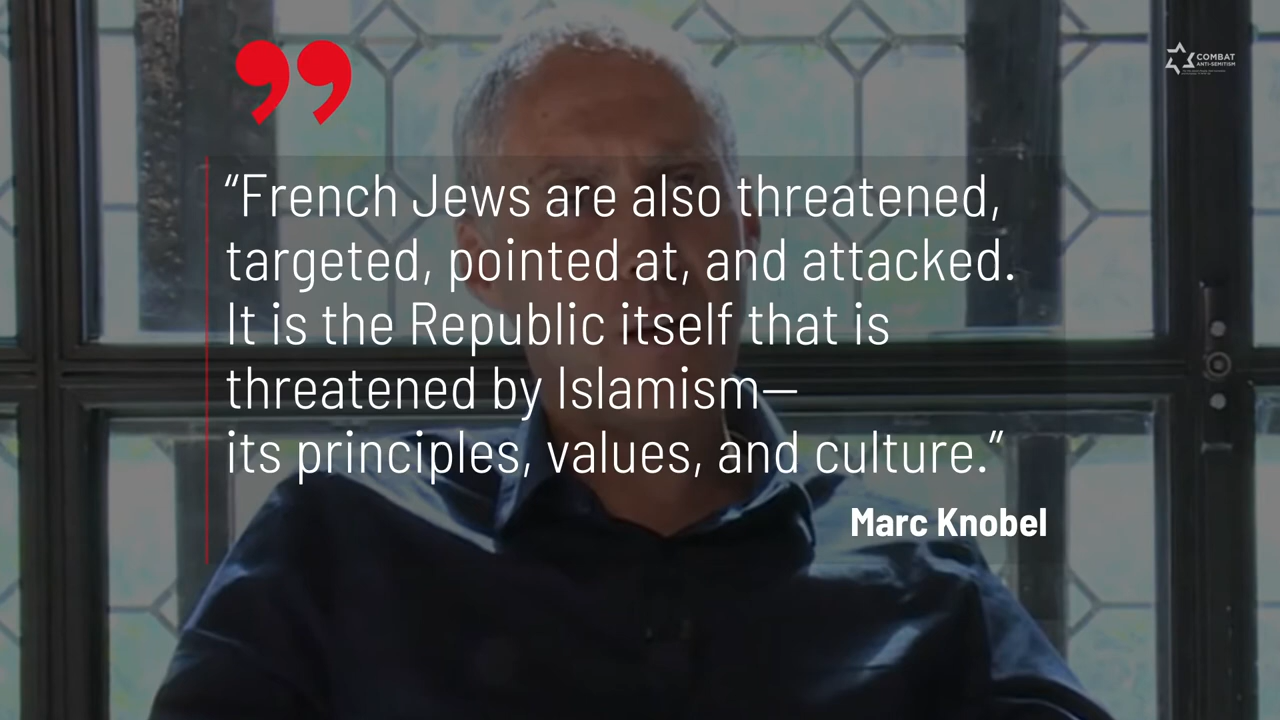 COMBAT
ANTI-SEMITISM
“French Jews are also threatened,
targeted, pointed at, and attacked.
It is the Republic itself that is
threatened by Islamism—
its principles, values, and culture.”
Marc Knobel